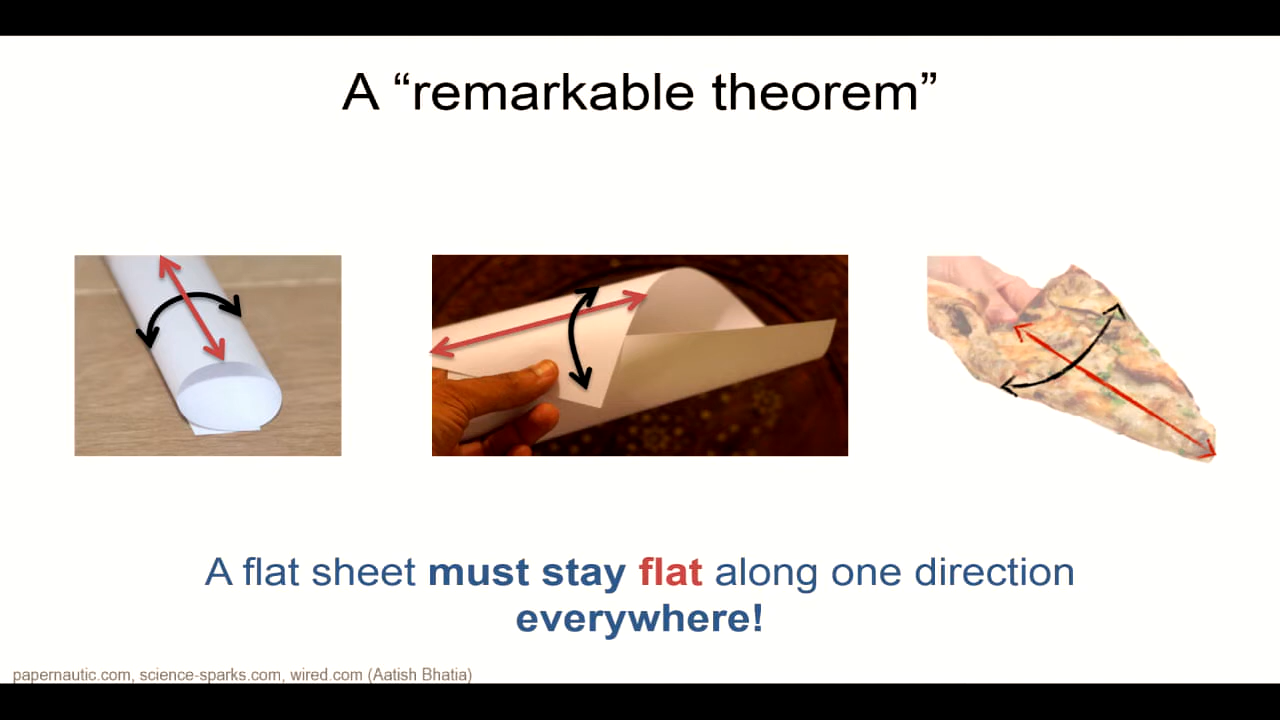 A “remarkable theorem”
A flat sheet must stay flat along one direction
everywhere!
papernautic.com, science-sparks.com, wired.com (Aatish Bhatia)